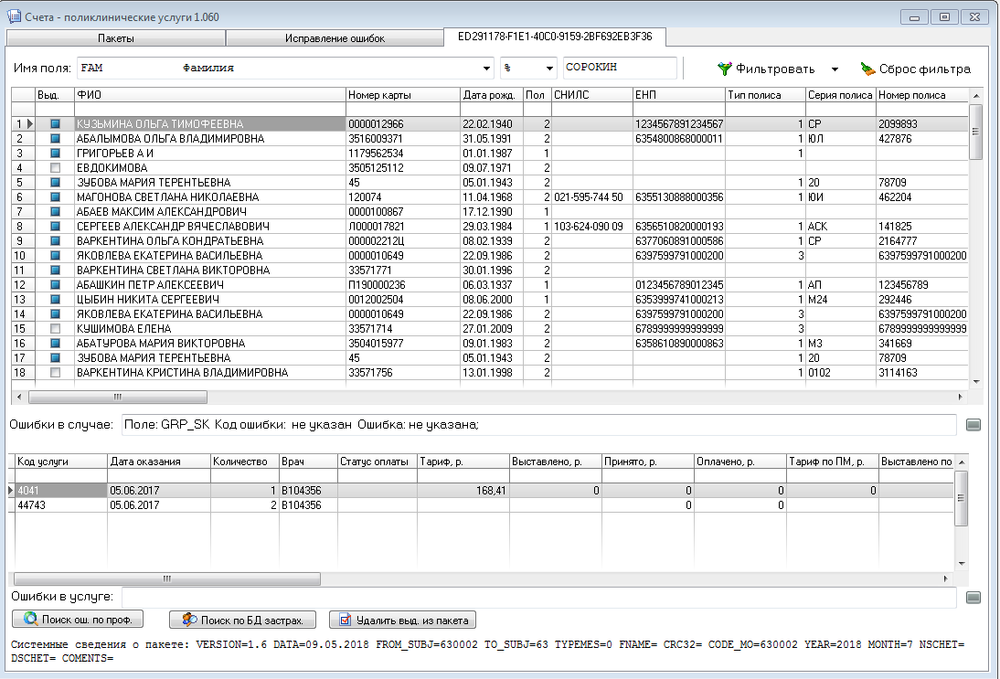 Счета - поликлинические услуги 1.060
Пакеты Исправление ошибок ED291178-F1E1-40C0-9159-2BF692EB3F36
Имя поля: FAM Фамилия % СОРОКИН Фильтровать Сброс фильтра
Выд. ФИО Номер карты Дата рожд. Пол СНИЛС ЕНП Тип полиса Серия полиса Номер полиса
1 КУЗЬМИНА ОЛЬГА ТИМОФЕЕВНА 0000012966 22.02.1940 2 1234567891234567 1 СР 2099893
2 АБАЛЫМОВА ОЛЬГА ВЛАДИМИРОВНА 3516009371 31.05.1991 2 6354800868000011 1 ЮЛ 427876
3 ГРИГОРЬЕВ А И 1179562534 01.01.1987 1 1
4 ЕВДОКИМОВА 3505125112 09.07.1971 2
5 ЗУБОВА МАРИЯ ТЕРЕНТЬЕВНА 45 05.01.1943 2 1 20 78709
6 МАГОНОВА СВЕТЛАНА НИКОЛАЕВНА 120074 11.04.1968 2 021-595-744 50 6355130888000356 1 ЮИ 462204
7 АБАЕВ МАКСИМ АЛЕКСАНДРОВИЧ 0000100867 17.12.1990 1
8 СЕРГЕЕВ АЛЕКСАНДР ВЯЧЕСЛАВОВИЧ Л000017821 29.03.1984 1 103-624-090 09 6356510820000193 1 АСК 141825
9 ВАРКЕНТИНА ОЛЬГА КОНДРАТЬЕВНА 000002212Ц 08.02.1939 2 6377060891000586 1 СР 2164777
10 ЯКОВЛЕВА ЕКАТЕРИНА ВАСИЛЬЕВНА 0000010649 22.09.1986 2 6397599791000200 3 6397599791000200
11 ВАРКЕНТИНА СВЕТЛАНА ВИКТОРОВНА 33571771 30.01.1996 2
12 АБАШКИН ПЕТР АЛЕКСЕЕВИЧ П190000236 06.03.1937 1 0123456789012345 1 АП 123456789
13 ЦЫБИН НИКИТА СЕРГЕЕВИЧ 0012002504 08.06.2000 1 6353999741000213 1 М24 292446
14 ЯКОВЛЕВА ЕКАТЕРИНА ВАСИЛЬЕВНА 0000010649 22.09.1986 2 6397599791000200 3 6397599791000200
15 КУШИМОВА ЕЛЕНА 33571714 27.01.2009 2 6789999999999999 3 6789999999999999
16 АБАТУРОВА МАРИЯ ВИКТОРОВНА 3504015977 09.01.1983 2 6358610890000863 1 МЗ 341669
17 ЗУБОВА МАРИЯ ТЕРЕНТЬЕВНА 45 05.01.1943 2 1 20 78709
18 ВАРКЕНТИНА КРИСТИНА ВЛАДИМИРОВНА 33571756 13.01.1998 2 1 0102 3114163
Ошибки в случае: Поле: GRP_SK Код ошибки: не указан Ошибка: не указана;
Код услуги Дата оказания Количество Врач Статус оплаты Тариф, р. Выставлено, р. Принято, р. Оплачено, р. Тариф по ПМ, р. Выставлено по
4041 05.06.2017 1 В104356 168,41 0 0 0 0
44743 05.06.2017 2 В104356 0 0
Ошибки в услуге:
Поиск ош. по проф. Поиск по БД застрах. Удалить выд. из пакета
Системные сведения о пакете: VERSION=1.6 DATA=09.05.2018 FROM_SUBJ=630002 TO_SUBJ=63 TYPEMES=0 FNAME= CRC32= CODE_MO=630002 YEAR=2018 MONTH=7 NSCHET=
DSCHET= COMENTS=